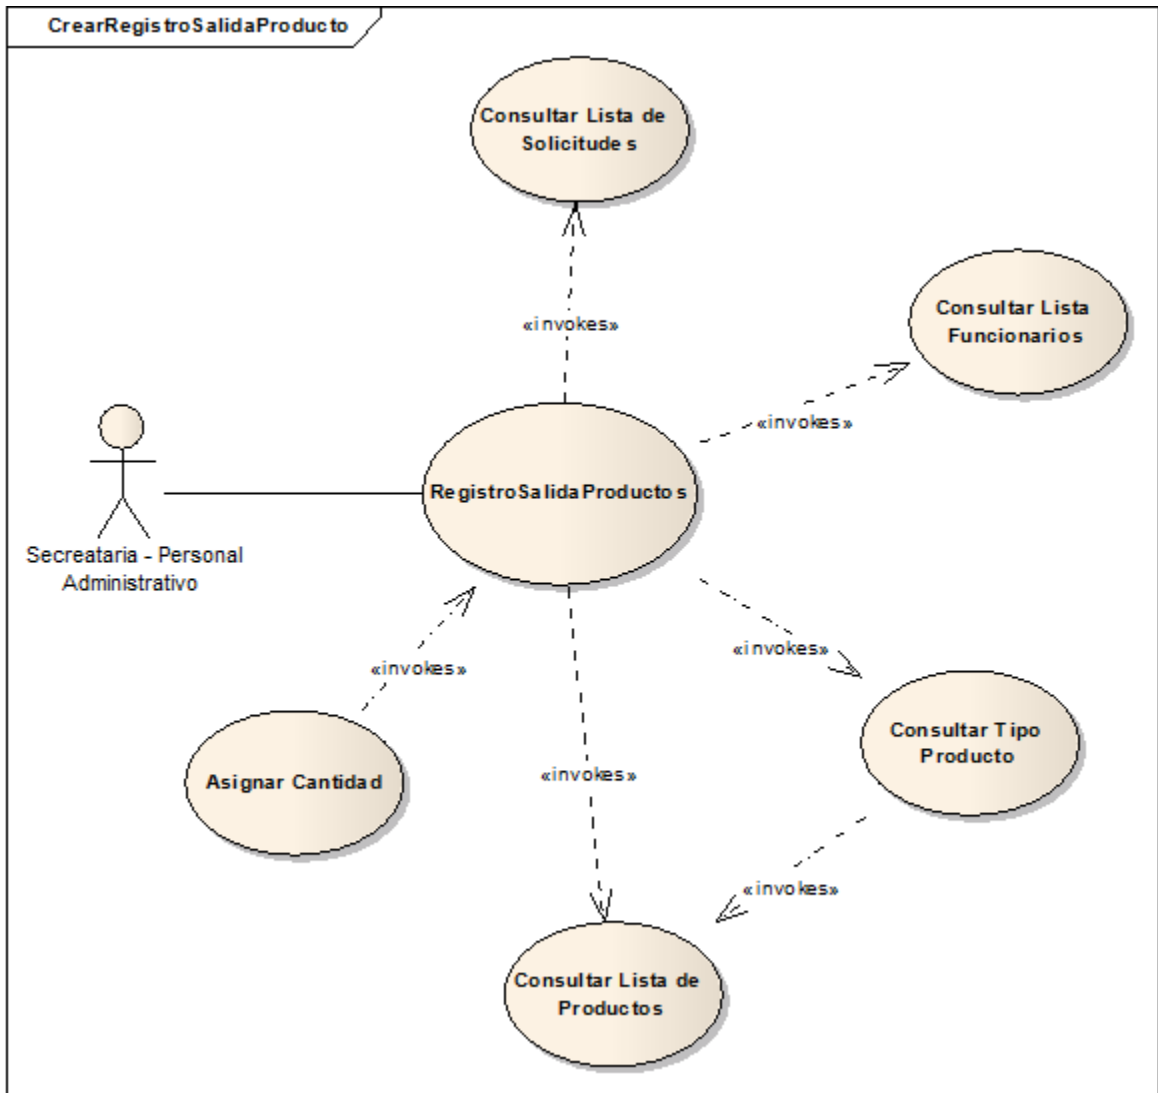 CrearRegistroSalidaProducto
Consultar Lista de
Solicitudes
Consultar Lista
Funcionarios
«invokes»
«invokes»
RegistroSalidaProductos
Secreataria - Personal
Administrativo
«invokes»
«invokes»
Consultar Tipo
Producto
Asignar Cantidad
«invokes»
«invokes»
Consultar Lista de
Productos